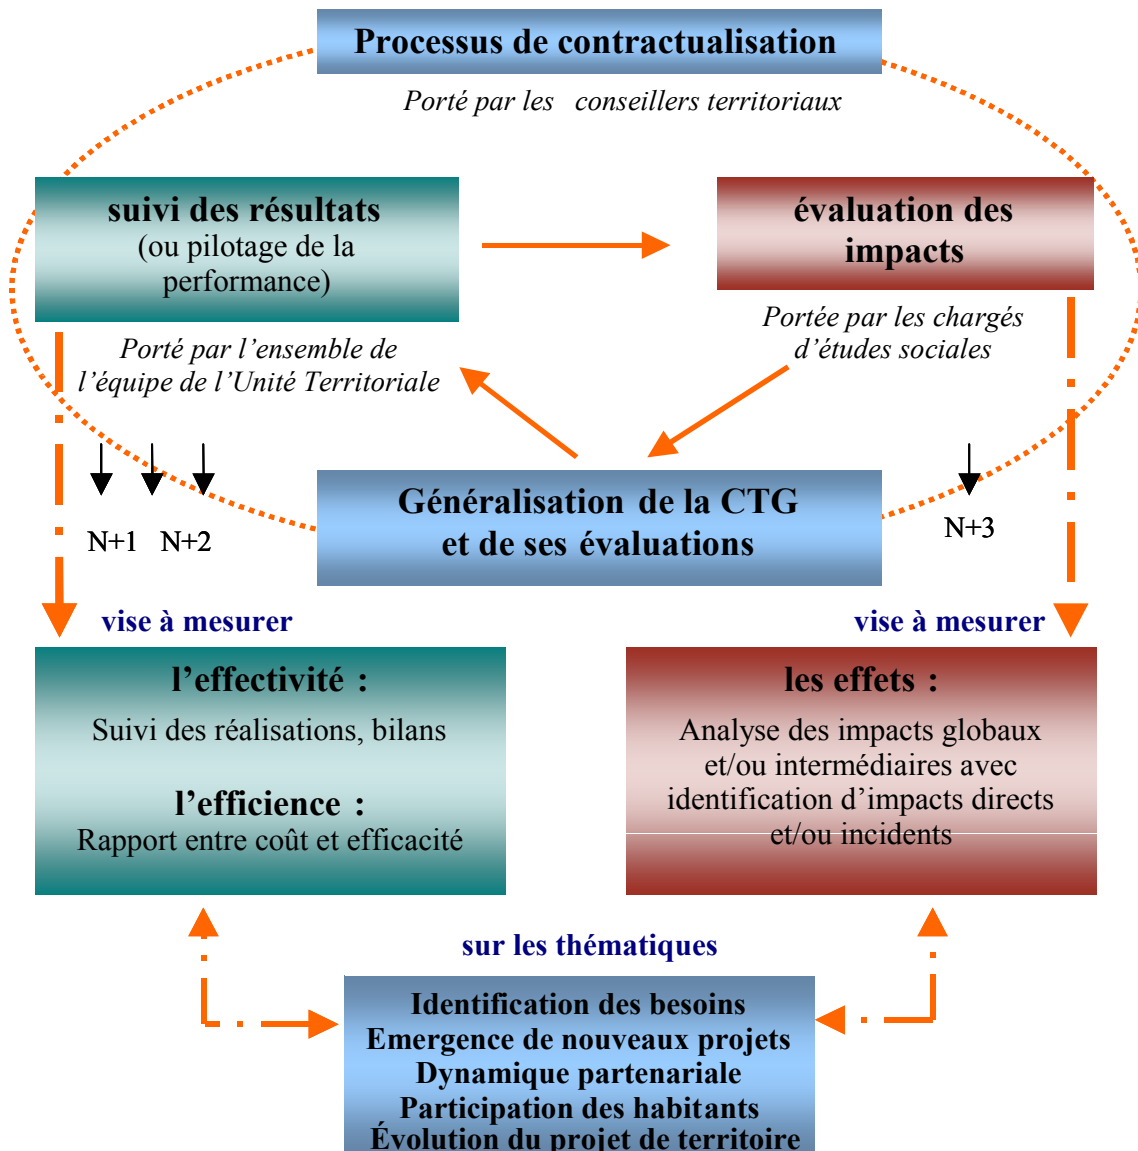 Processus de contractualisation
Porté par les conseillers territoriaux
suivi des résultats
(ou pilotage de la
performance)
évaluation des
impacts
Porté par l’ensemble de
l’équipe de l’Unité Territoriale
Portée par les chargés
d’études sociales
Généralisation de la CTG
et de ses évaluations
N+1 N+2
N+3
vise à mesurer
vise à mesurer
l’effectivité :
Suivi des réalisations, bilans
l’efficience :
Rapport entre coût et efficacité
les effets :
Analyse des impacts globaux
et/ou intermédiaires avec
identification d’impacts directs
et/ou incidents
sur les thématiques
Identification des besoins
Emergence de nouveaux projets
Dynamique partenariale
Participation des habitants
Évolution du projet de territoire